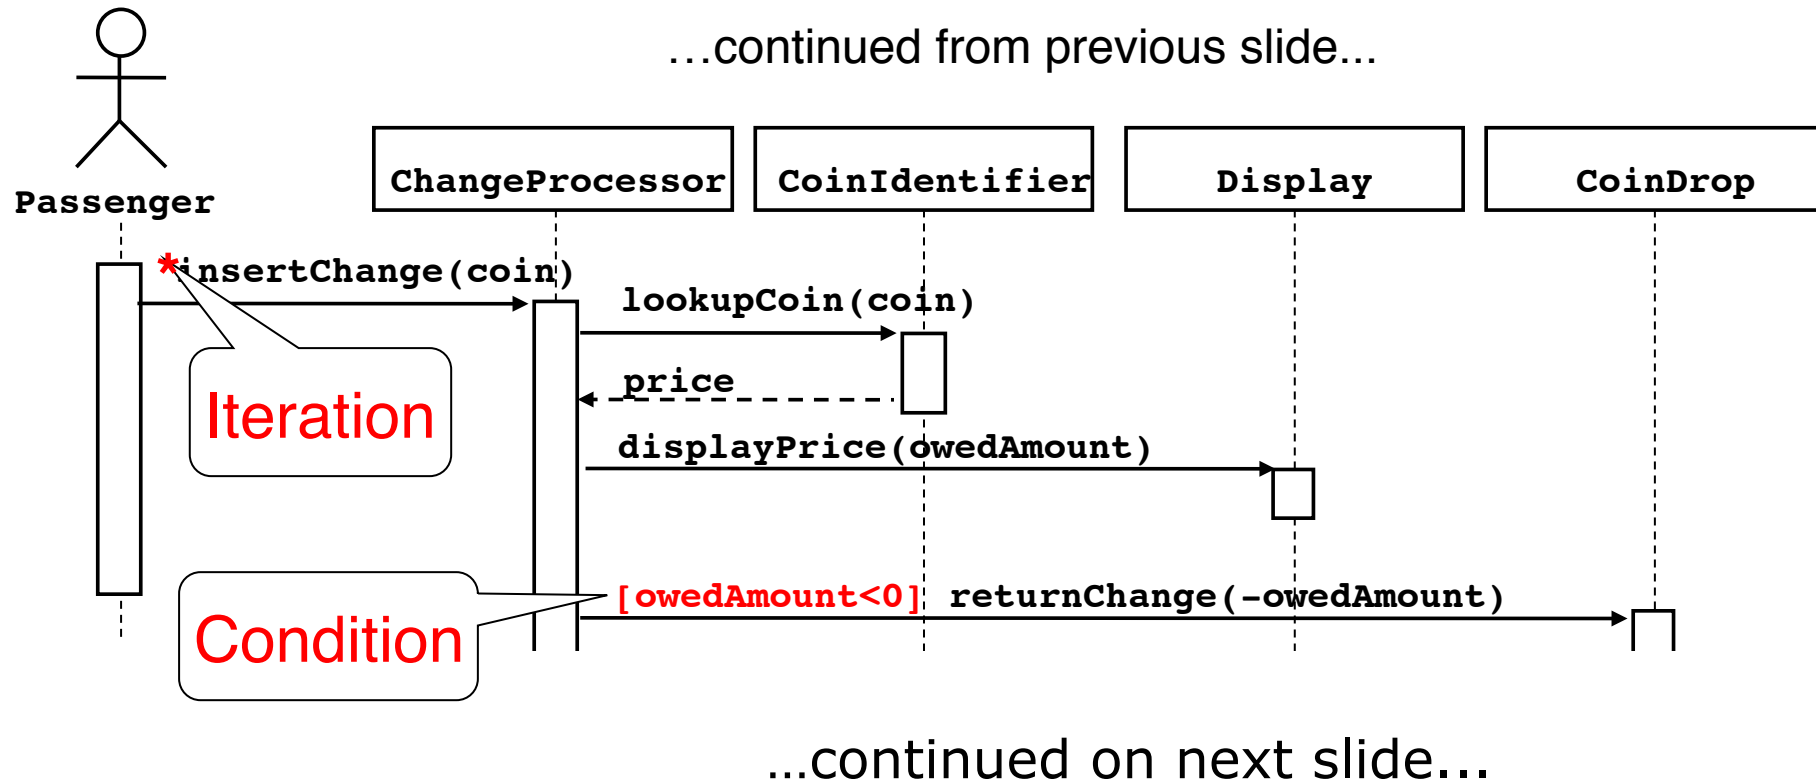 …continued from previous slide...
Passenger
ChangeProcessor
CoinIdentifier
Display
CoinDrop
*insertChange(coin)
lookupCoin(coin)
price
Iteration
displayPrice(owedAmount)
[owedAmount<0] returnChange(-owedAmount)
Condition
...continued on next slide...